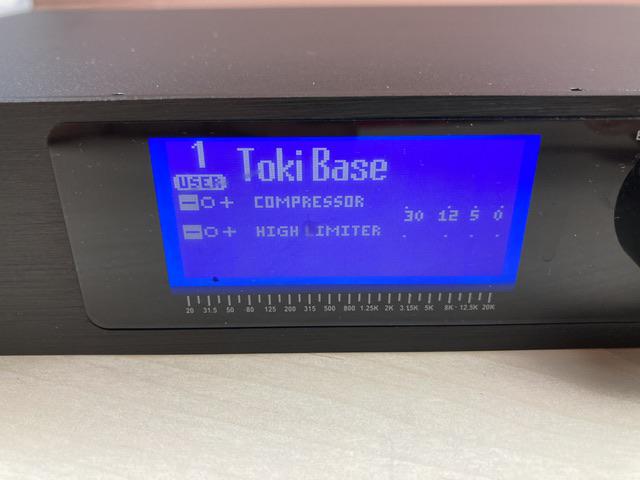 1 Toki Base
USER
COMPRESSOR
30 12 5 0
HIGH LIMITER
20 31.5 50 80 125 200 315 500 800 1.25K 2K 3.15K 5K 8K 12.5K 20K